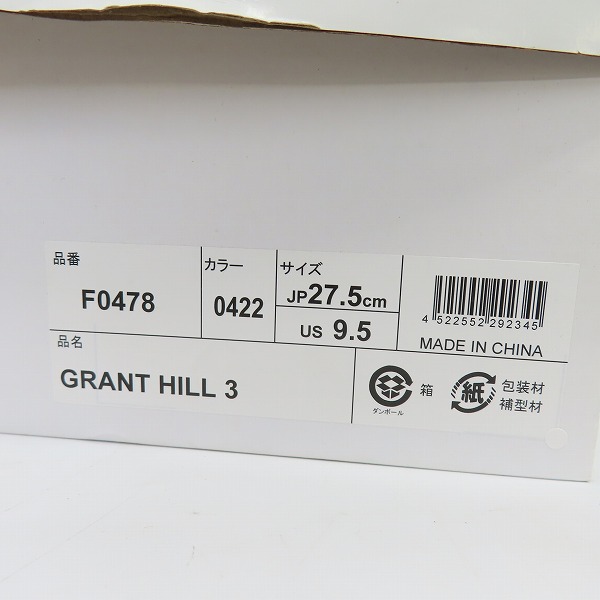 品番
F0478
カラー
0422
サイズ
JP27.5cm
US 9.5
4 522552 292345
MADE IN CHINA
品名
GRANT HILL 3
ダンボール
箱
紙
包装材
補型材